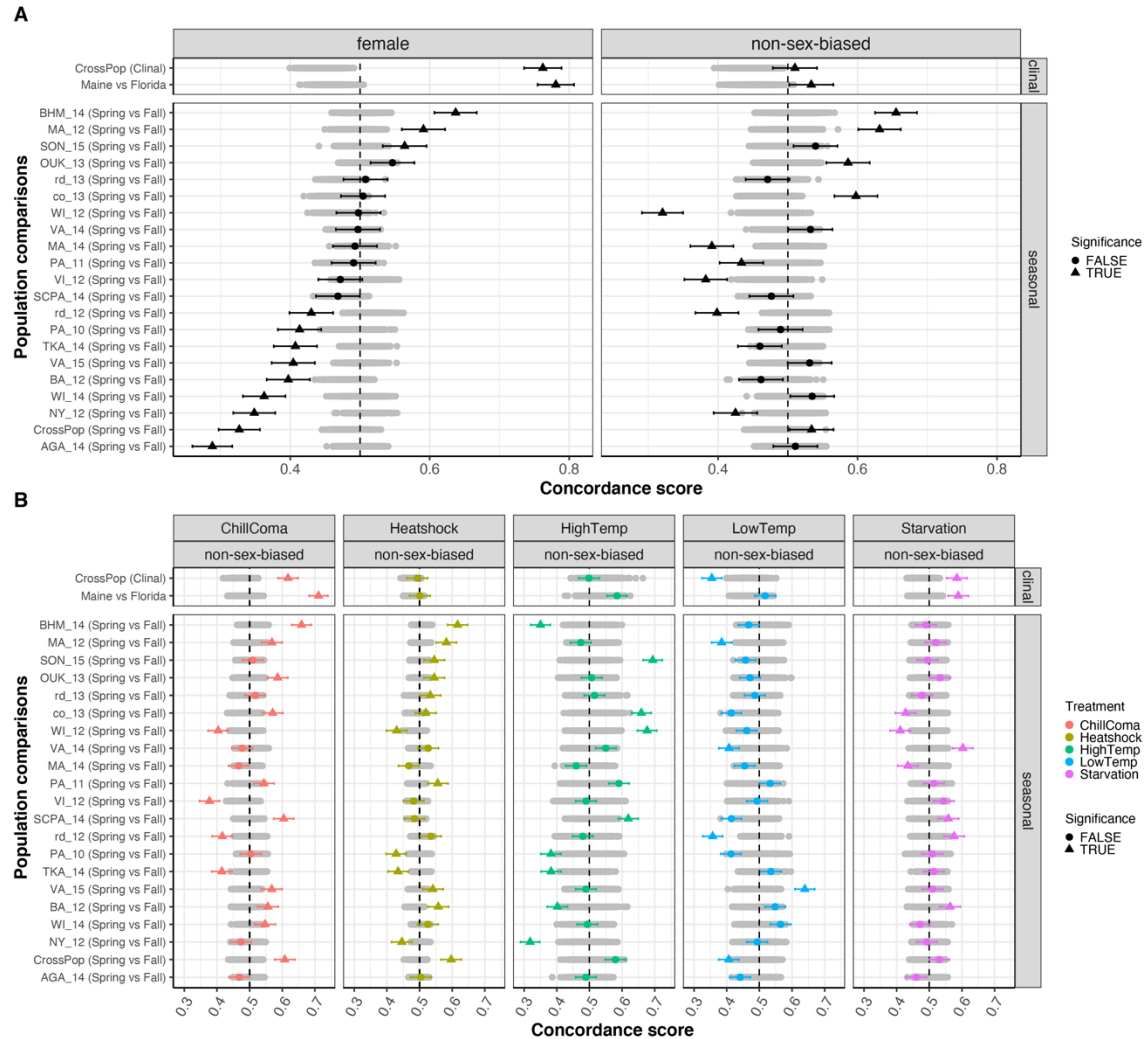 A
female
non-sex-biased
CrossPop (Clinal)
Maine vs Florida
clinal
BHM_14 (Spring vs Fall)
MA_12 (Spring vs Fall)
SON_15 (Spring vs Fall)
OUK_13 (Spring vs Fall)
rd_13 (Spring vs Fall)
co_13 (Spring vs Fall)
WI_12 (Spring vs Fall)
VA_14 (Spring vs Fall)
MA_14 (Spring vs Fall)
PA_11 (Spring vs Fall)
VI_12 (Spring vs Fall)
SCPA_14 (Spring vs Fall)
rd_12 (Spring vs Fall)
PA_10 (Spring vs Fall)
TKA_14 (Spring vs Fall)
VA_15 (Spring vs Fall)
BA_12 (Spring vs Fall)
WI_14 (Spring vs Fall)
NY_12 (Spring vs Fall)
CrossPop (Spring vs Fall)
AGA_14 (Spring vs Fall)
seasonal
Population comparisons
0.4 0.6 0.8
0.4 0.6 0.8
Concordance score
Significance
FALSE
TRUE
B
ChillComa Heatshock HighTemp LowTemp Starvation
non-sex-biased non-sex-biased non-sex-biased non-sex-biased non-sex-biased
CrossPop (Clinal)
Maine vs Florida
clinal
BHM_14 (Spring vs Fall)
MA_12 (Spring vs Fall)
SON_15 (Spring vs Fall)
OUK_13 (Spring vs Fall)
rd_13 (Spring vs Fall)
co_13 (Spring vs Fall)
WI_12 (Spring vs Fall)
VA_14 (Spring vs Fall)
MA_14 (Spring vs Fall)
PA_11 (Spring vs Fall)
VI_12 (Spring vs Fall)
SCPA_14 (Spring vs Fall)
rd_12 (Spring vs Fall)
PA_10 (Spring vs Fall)
TKA_14 (Spring vs Fall)
VA_15 (Spring vs Fall)
BA_12 (Spring vs Fall)
WI_14 (Spring vs Fall)
NY_12 (Spring vs Fall)
CrossPop (Spring vs Fall)
AGA_14 (Spring vs Fall)
seasonal
Population comparisons
0.3 0.4 0.5 0.6 0.7
0.3 0.4 0.5 0.6 0.7
0.3 0.4 0.5 0.6 0.7
0.3 0.4 0.5 0.6 0.7
0.3 0.4 0.5 0.6 0.7
Concordance score
Treatment
ChillComa
Heatshock
HighTemp
LowTemp
Starvation
Significance
FALSE
TRUE